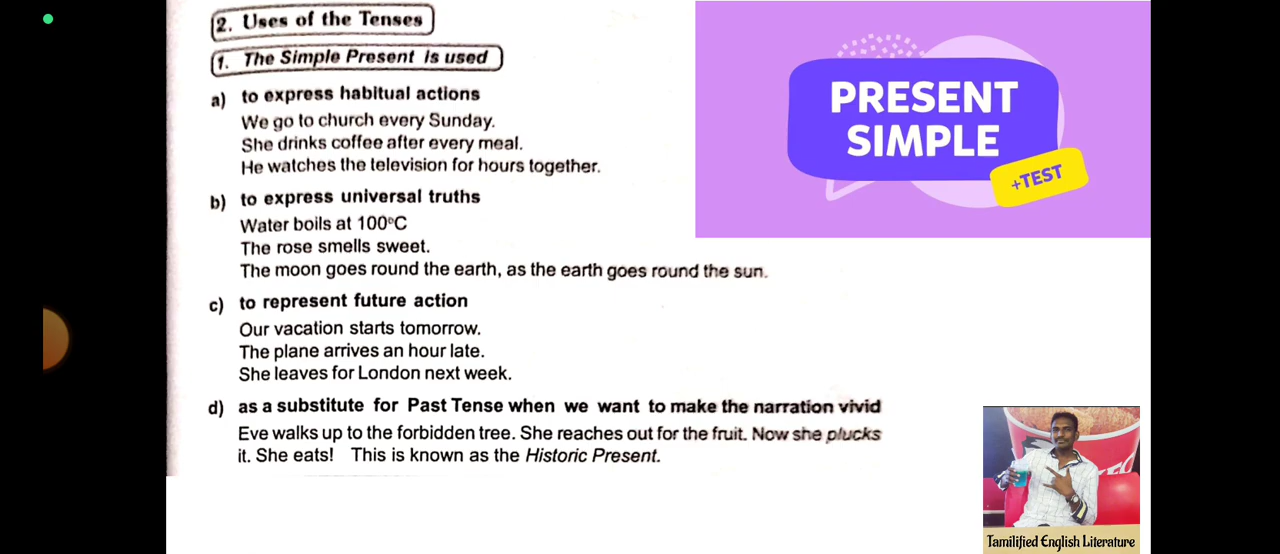 2. Uses of the Tenses
1. The Simple Present is used
a) to express habitual actions
We go to church every Sunday.
She drinks coffee after every meal.
He watches the television for hours together.
b) to express universal truths
Water boils at 100°C
The rose smells sweet.
The moon goes round the earth, as the earth goes round the sun.
c) to represent future action
Our vacation starts tomorrow.
The plane arrives an hour late.
She leaves for London next week.
d) as a substitute for Past Tense when we want to make the narration vivid
Eve walks up to the forbidden tree. She reaches out for the fruit. Now she plucks
it. She eats! This is known as the Historic Present.
PRESENT
SIMPLE
+TEST
Tamilified English Literature